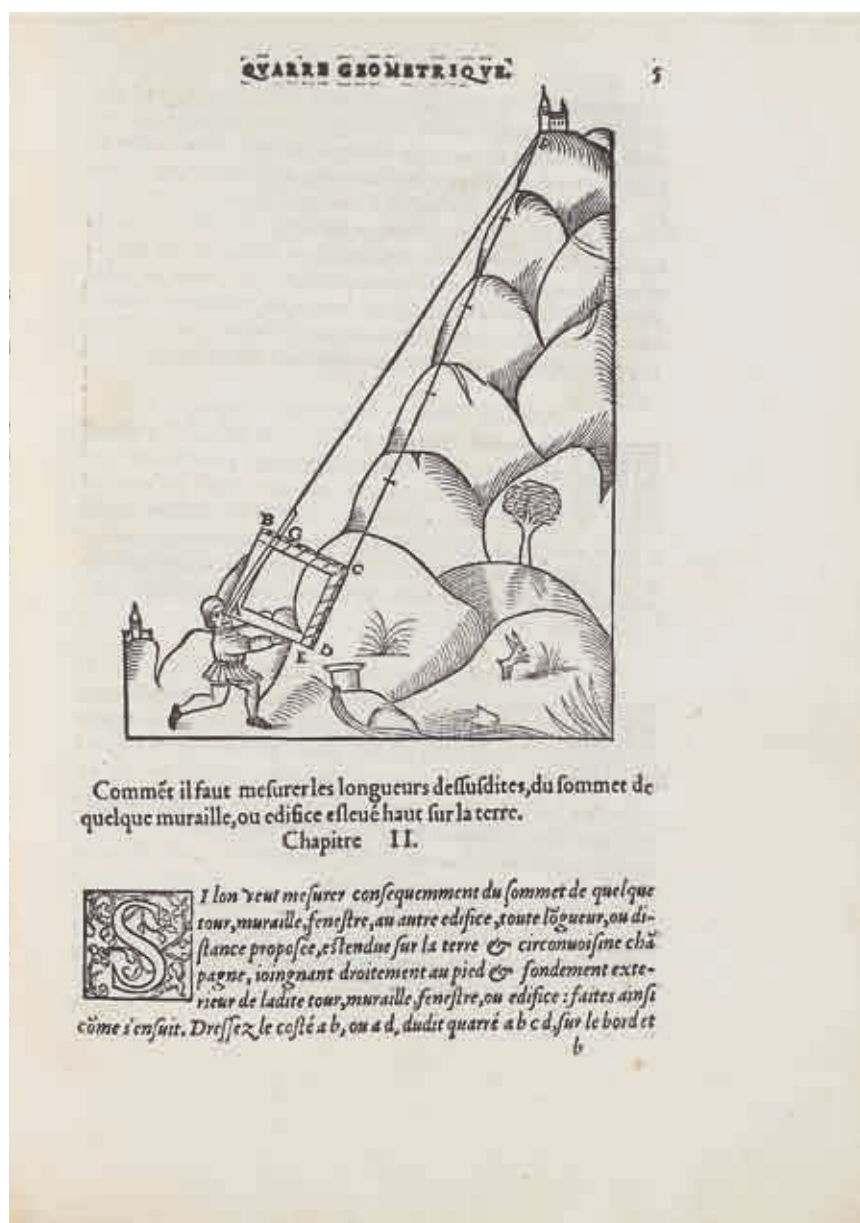 QVARRE GEOMETRIQVE. 5
B G
C
D
Commẽt il faut meſurer les longueurs deſſuſdites, du ſommet de
quelque muraille, ou edifice eſleué haut ſur la terre.
Chapitre II.
SI lon veut meſurer conſequemment du ſommet de quelque
tour, muraille, feneſtre, au autre edifice, toute lõgueur, ou di-
ſtance propoſee, eſtendue ſur la terre & circonuoiſine chã
pagne, ioingnant droitement au pied & fondement exte-
rieur de ladite tour, muraille, feneſtre, ou edifice : faites ainſi
cõme s'enſuit. Dreſſez le coſté a b, ou a d, dudit quarré a b c d, ſur le bord et
b